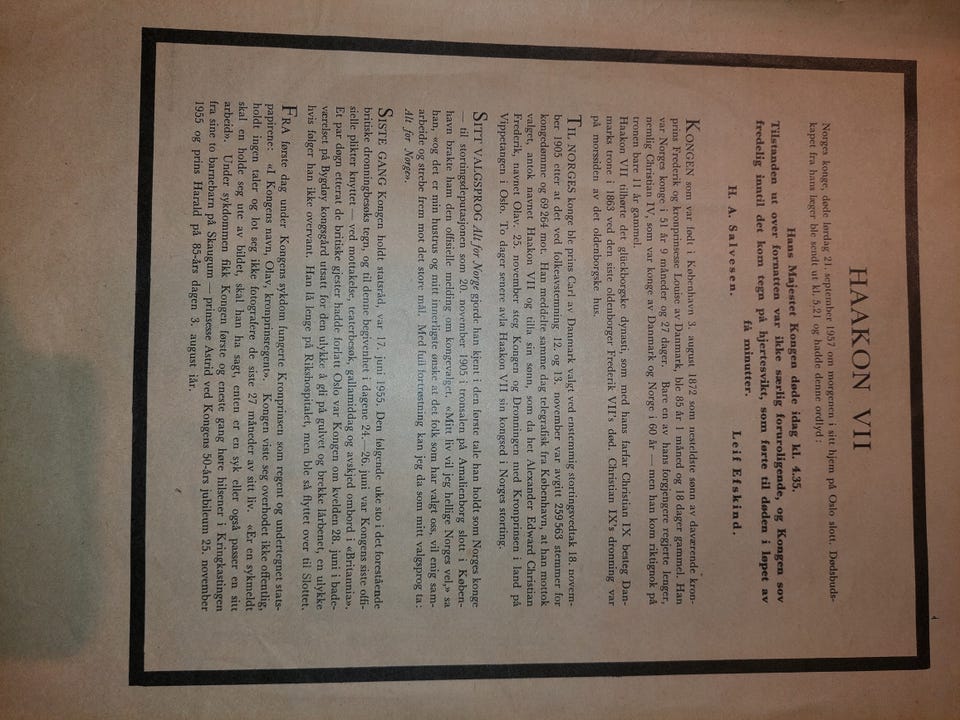 HAAKON VII
Norges konge, døde lørdag 21. september 1957 om morgenen i sitt hjem på Oslo slott. Dødsbuds-
kapet fra hans læger ble sendt ut kl. 5,21 og hadde denne ordlyd:
Hans Majestet Kongen døde idag kl. 4.35.
Tilstanden ut over formatten var ikke særlig foruroligende, og Kongen sov
fredelig inntil det kom tegn på hjertesvikt, som førte til døden i løpet av
få minutter.
H. A. Salvesen. Leif Efskind.
KONGEN som var født i København 3. august 1872 som nesteldste sønn av daværende kron-
prins Frederik og kronprinsesse Louise av Danmark, ble 85 år 1 måned og 18 dager gammel. Han
var Norges konge i 51 år 9 måneder og 27 dager. Bare en av hans forgjengere regjerte lenger,
nemlig Christian IV, som var konge av Danmark og Norge i 60 år — men han kom riktignok på
tronen bare 11 år gammel.
Haakon VII tilhørte det glücksborgske dynasti, som med hans farfar Christian IX besteg Dan-
marks trone i 1863 ved den siste oldenborger Frederik VII's død. Christian IX's dronning var
på morssiden av det oldenborgske hus.
TIL NORGES konge ble prins Carl av Danmark valgt ved enstemmig stortingsvedtak 18. novem-
ber 1905 etter at det ved folkeavstemning 12. og 13. november var avgitt 259 563 stemmer for
kongedømme og 69 264 mot. Han meddelte samme dag telegrafisk fra København, at han mottok
valget, antok navnet Haakon VII og tilla sin sønn, som da het Alexander Edward Christian
Frederik, navnet Olav. 25. november steg Kongen og Dronningen med Kronprinsen i land på
Vippetangen i Oslo. To dager senere avla Haakon VII sin kongsed i Norges storting.
SITT VALGSPROG Alt for Norge gjorde han kjent i den første tale han holdt som Norges konge
— til stortingsdeputasjonen som 20. november 1905 i tronsalen på Amalienborg slott i Køben-
havn brakte ham den offisielle melding om kongevalget. «Mitt liv vil jeg hellige Norges vel,» sa
han, «og det er min hustrus og mitt innerligste ønske at det folk som har valgt oss, vil enig sam-
arbeide og strebe frem mot det store mål. Med full fortrøstning kan jeg da som mitt valgsprog ta:
Alt for Norge».
SISTE GANG Kongen holdt statsråd, var 17. juni 1955. Den følgende uke sto i det forestående
britiske dronningbesøks tegn, og til denne begivenhet i dagene 24.—26. juni var Kongens siste offi-
sielle plikter knyttet — ved mottakelse, teaterbesøk, gallamiddag og avskjed ombord i «Britannia».
Et par døgn etterat de britiske gjester hadde forlatt Oslo var Kongen om kvelden 28. juni i bade-
værelset på Bygdøy kongsgård utsatt for den ulykke å gli på gulvet og brekke lårbenet, en ulykke
hvis følger han ikke overvant. Han lå lenge på Rikshospitalet, men ble så flyttet over til Slottet.
FRA første dag under Kongens sykdom fungerte Kronprinsen som regent og undertegnet stats-
papirene: «I Kongens navn, Olav, kronprinsregent». Kongen viste seg overhodet ikke offentlig,
holdt ingen taler og lot seg ikke fotografere de siste 27 måneder av sitt liv. «Er en sykmeldt
skal en holde seg ute av bildet, skal han ha sagt, enten er en syk eller også passer en sitt
arbeid». Under sykdommen fikk Kongen første og eneste gang høre hilsener i Kringkastingen
fra sine to barnebarn på Skaugum — prinsesse Astrid ved Kongens 50-års jubileum 25. november
1955 og prins Harald på 85-års dagen 3. august iår.